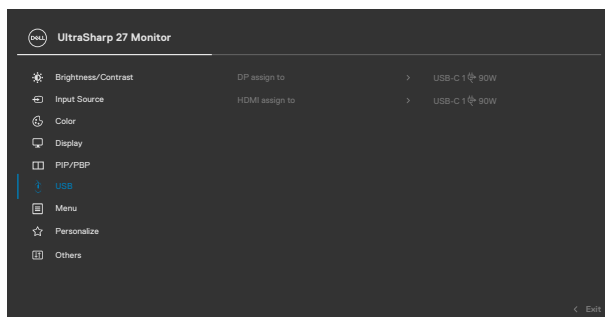 DELL UltraSharp 27 Monitor
Brightness/Contrast DP assign to > USB-C 1 90W
Input Source HDMI assign to > USB-C 1 90W
Color
Display
PIP/PBP
USB
Menu
Personalize
Others
< Exit